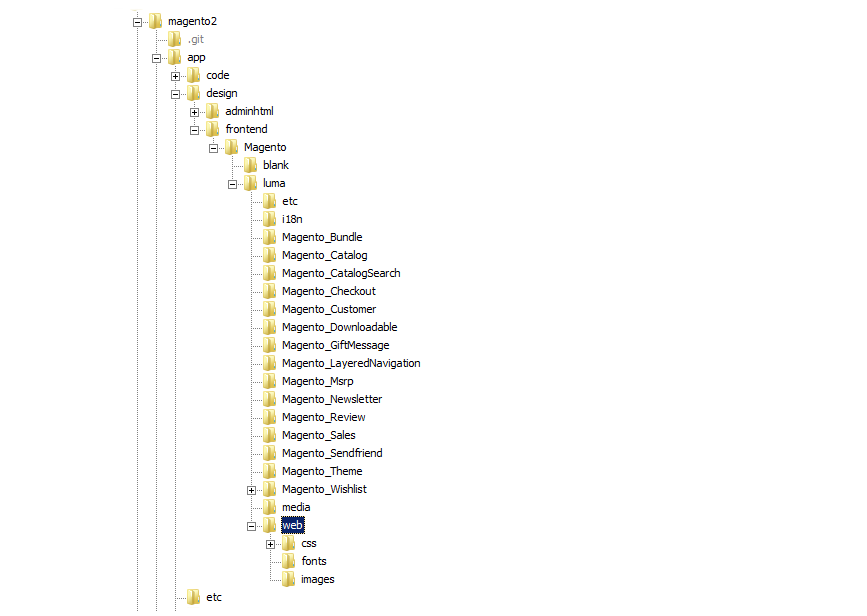 magento2
.git
app
code
design
adminhtml
frontend
Magento
blank
luma
etc
i18n
Magento_Bundle
Magento_Catalog
Magento_CatalogSearch
Magento_Checkout
Magento_Customer
Magento_Downloadable
Magento_GiftMessage
Magento_LayeredNavigation
Magento_Msrp
Magento_Newsletter
Magento_Review
Magento_Sales
Magento_Sendfriend
Magento_Theme
Magento_Wishlist
media
web
css
fonts
images
etc